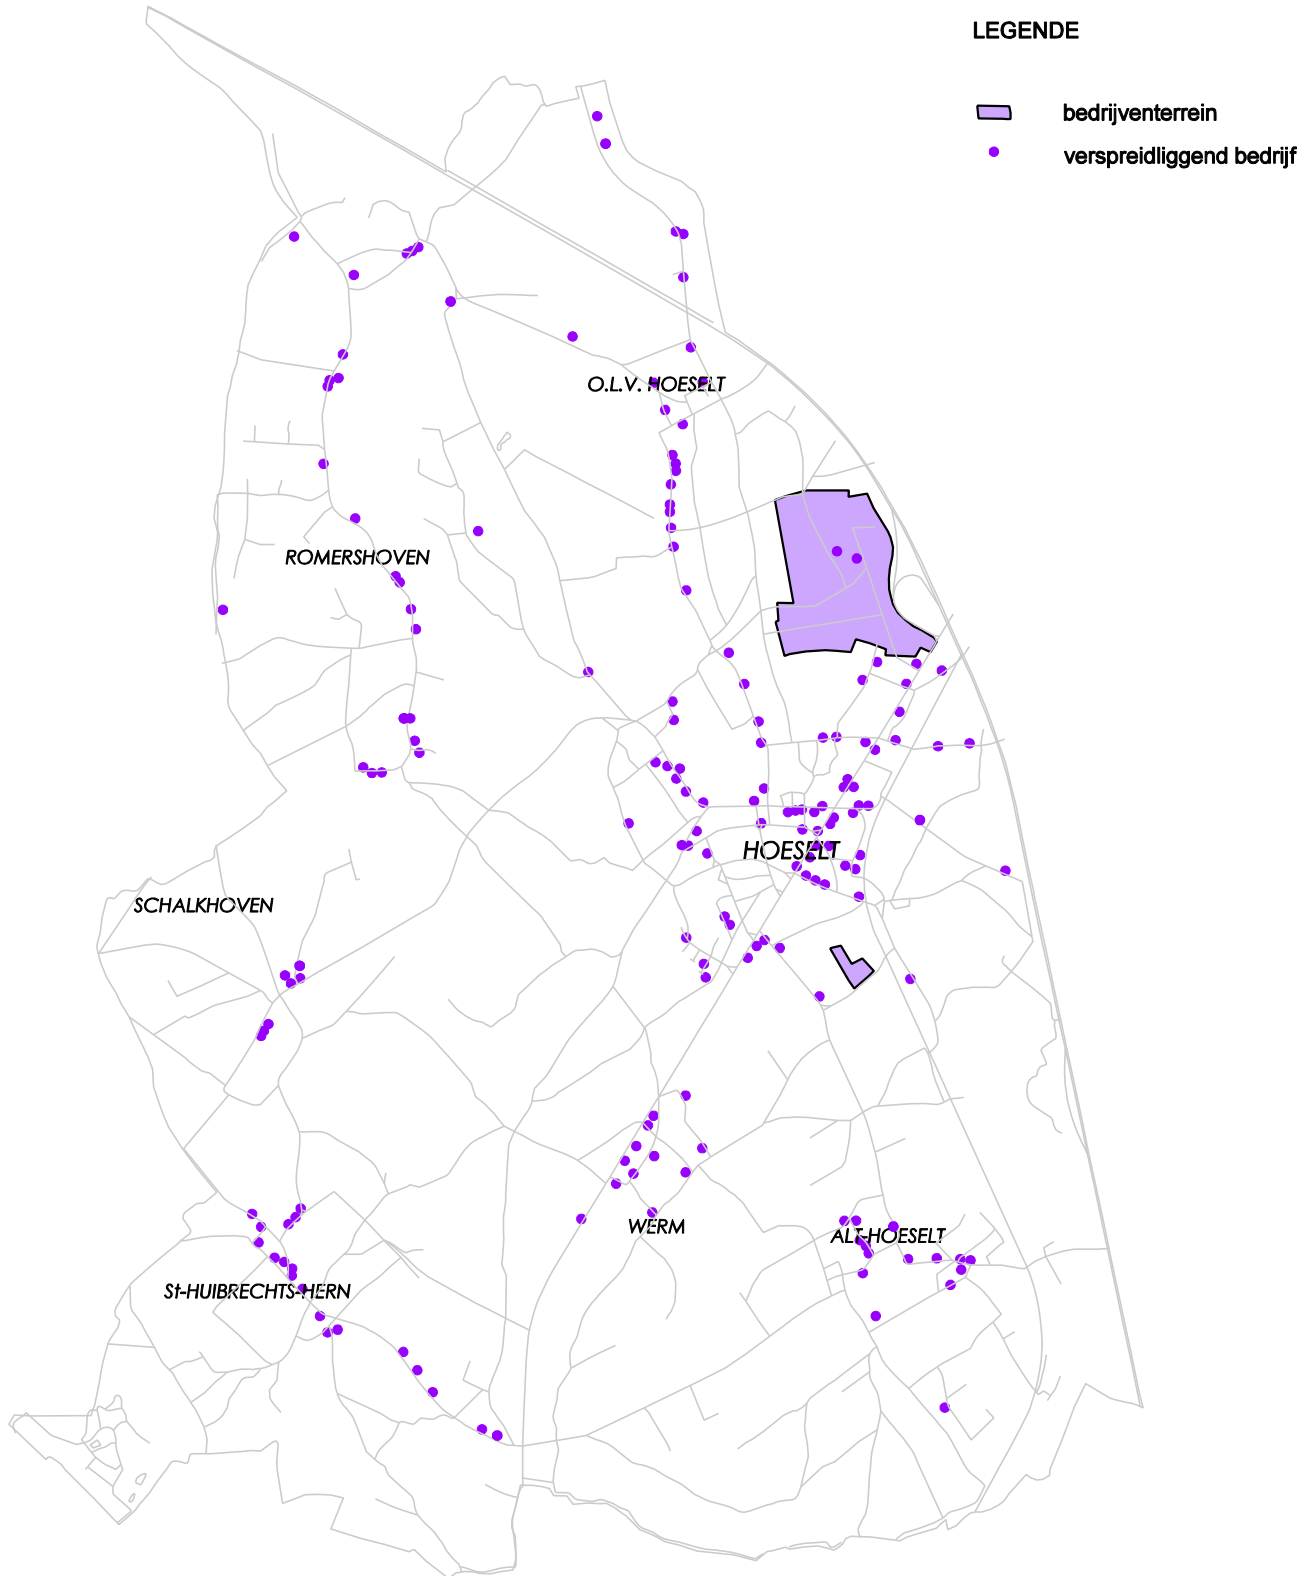 LEGENDE
bedrijventerrein
verspreidliggend bedrijf
O.L.V. HOESELT
ROMERSHOVEN
HOESELT
SCHALKHOVEN
WERM
ALT-HOESELT
St-HUIBRECHTS-HERN